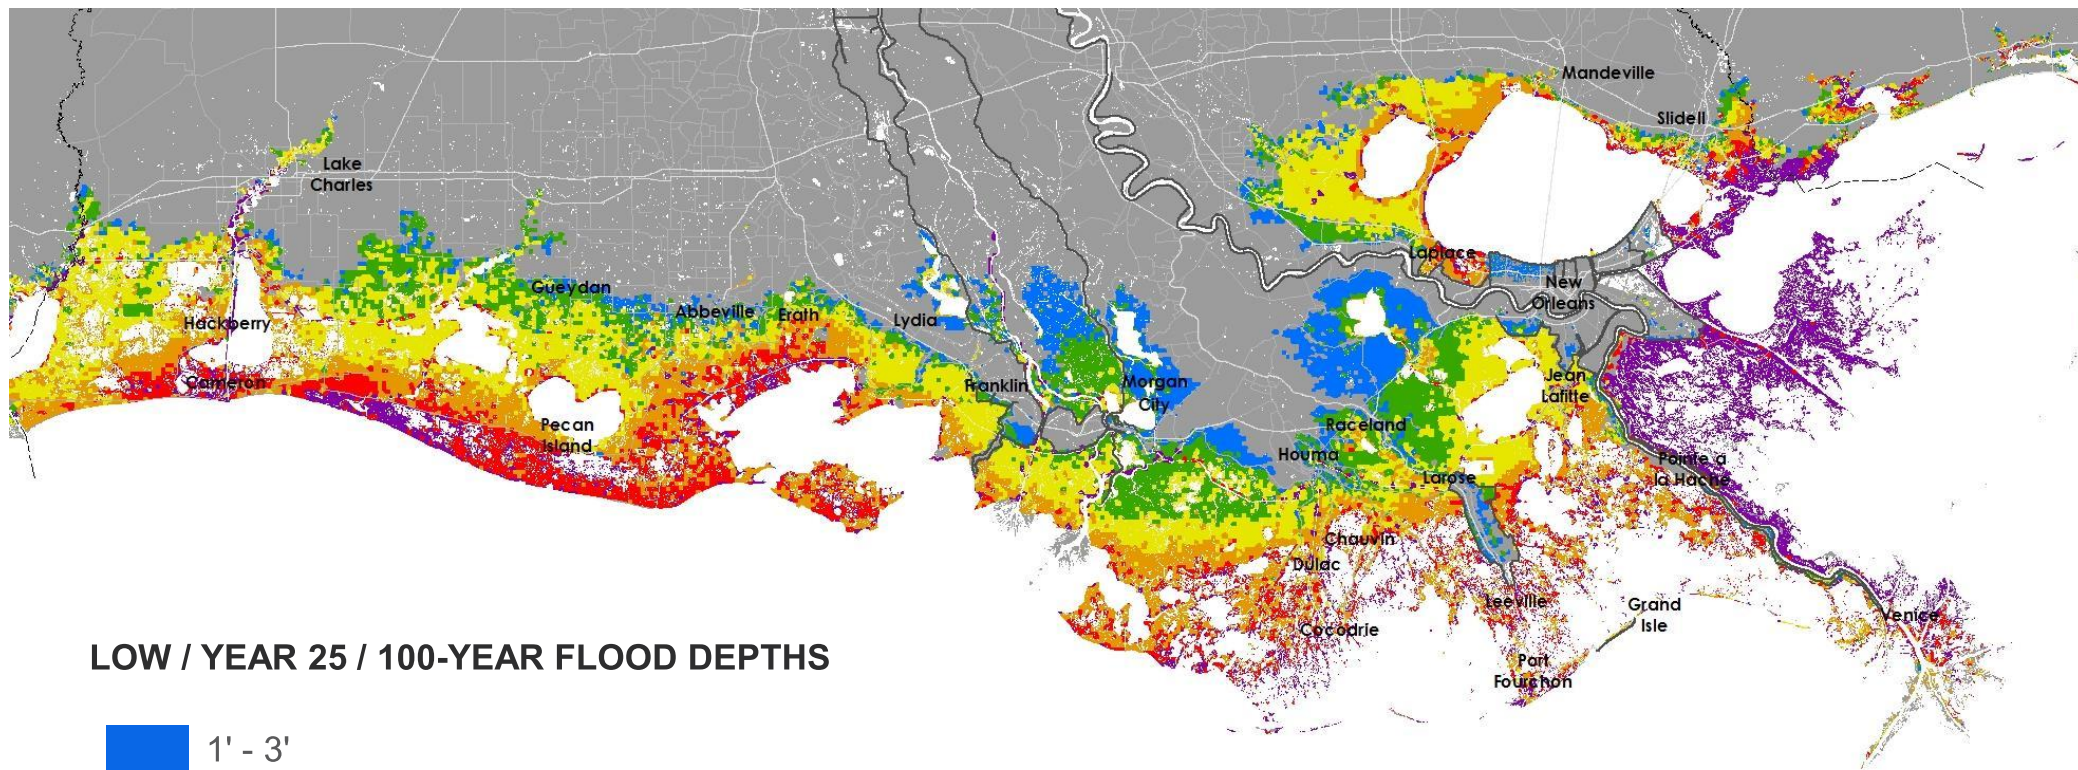 Mandeville
Slidell
Lake
Charles
Laplace
Gueydan
New
Orleans
Abbeville
Erath
Lydia
Hackberry
Cameron
Franklin
Morgan
City
Jean
Lafitte
Pecan
Island
Raceland
Houma
Larose
Pointe a
la Hache
Chauvin
Dulac
Leeville
Grand
Isle
Venice
Cocodrie
LOW / YEAR 25 / 100-YEAR FLOOD DEPTHS
Port
Fourchon
1' - 3'